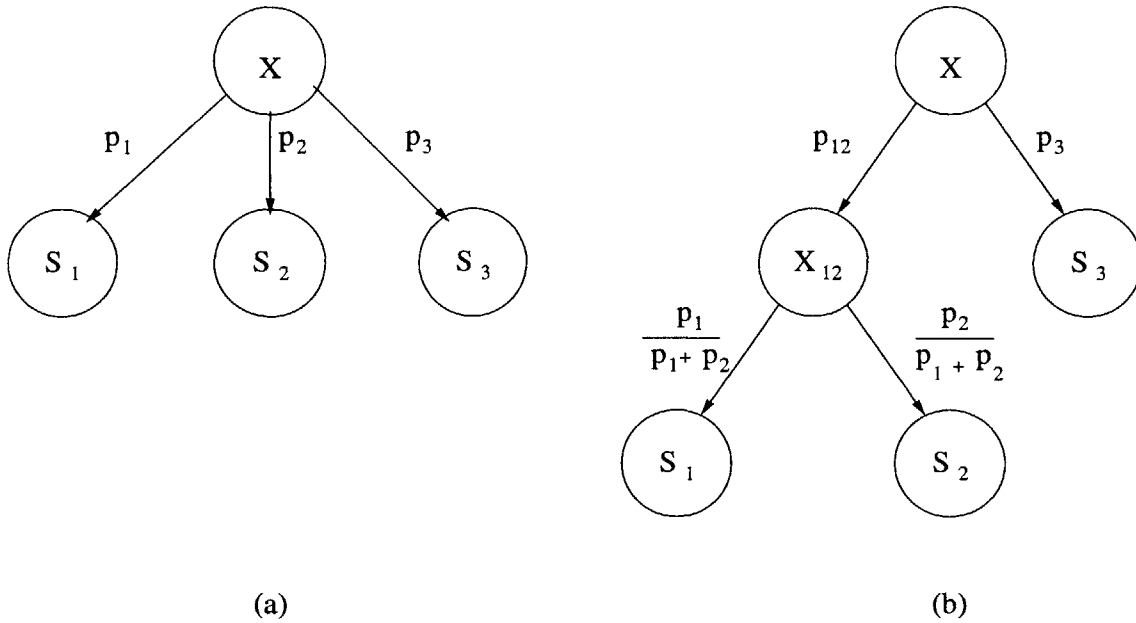 X
p₁ p₂ p₃
S₁ S₂ S₃
(a)
X
p₁₂ p₃
X₁₂ S₃
p₁ / p₁ + p₂
p₂ / p₁ + p₂
S₁ S₂
(b)